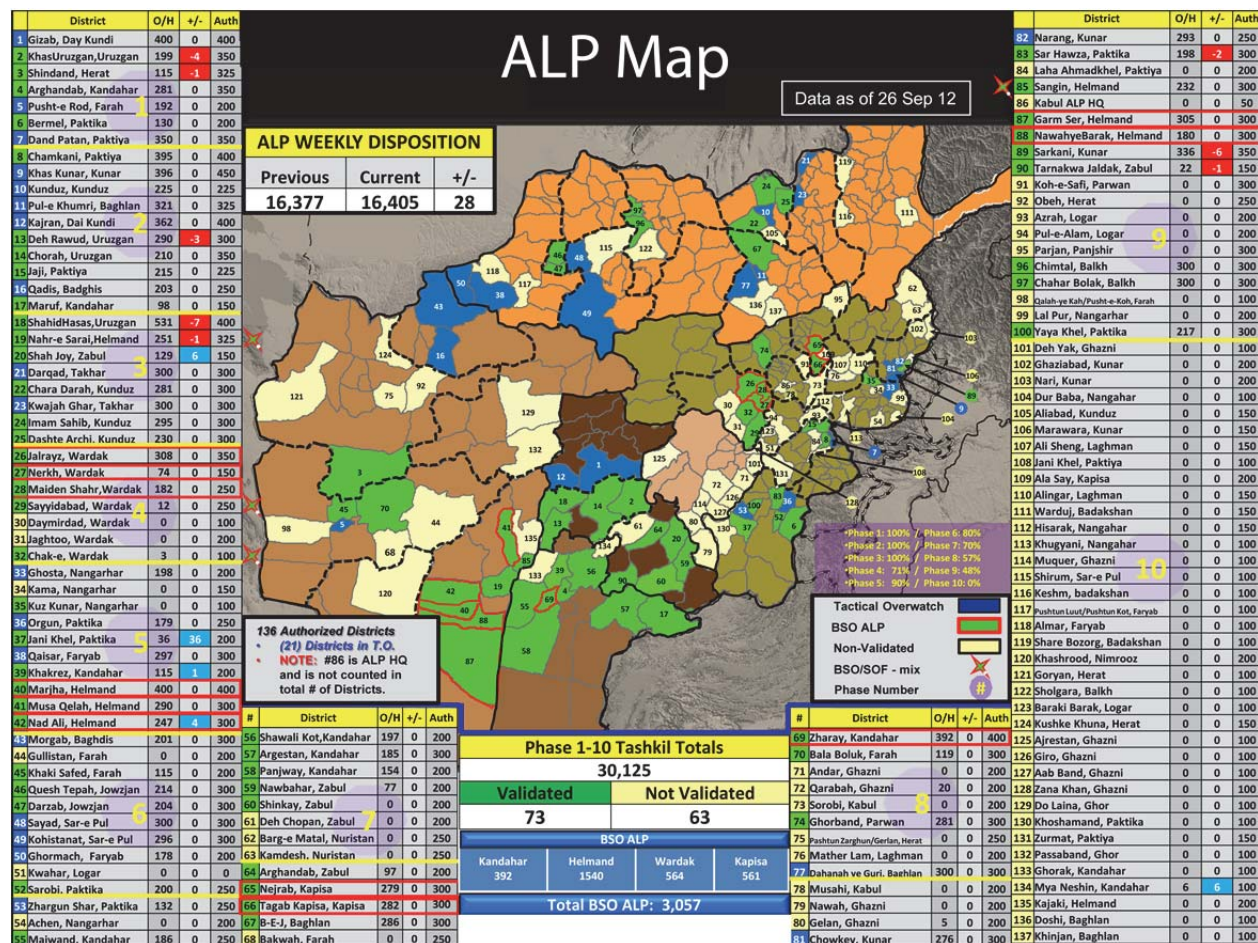 ALP Map
Data as of 26 Sep 12
District O/H +/- Auth
1 Gizab, Day Kundi 400 0 400
2 KhasUruzgan,Uruzgan 199 -4 350
3 Shindand, Herat 115 -1 325
4 Arghandab, Kandahar 281 0 350
5 Pusht-e Rod, Farah 192 0 200
6 Bermel, Paktika 130 0 200
7 Dand Patan, Paktiya 350 0 350
8 Chamkani, Paktiya 395 0 400
9 Khas Kunar, Kunar 396 0 450
10 Kunduz, Kunduz 225 0 225
11 Pul-e Khumri, Baghlan 321 0 325
12 Kajran, Dai Kundi 362 0 400
13 Deh Rawud, Uruzgan 290 -3 300
14 Chorah, Uruzgan 210 0 350
15 Jaji, Paktiya 215 0 225
16 Qadis, Badghis 203 0 250
17 Maruf, Kandahar 98 0 150
18 ShahidHasas,Uruzgan 531 -7 400
19 Nahr-e Sarai,Helmand 251 -1 325
20 Shah Joy, Zabul 129 6 150
21 Darqad, Takhar 300 0 300
22 Chara Darah, Kunduz 281 0 300
23 Kwajah Ghar, Takhar 300 0 300
24 Imam Sahib, Kunduz 295 0 300
25 Dashte Archi. Kunduz 230 0 300
26 Jalrayz, Wardak 308 0 350
27 Nerkh, Wardak 74 0 150
28 Maiden Shahr,Wardak 182 0 250
29 Sayyidabad, Wardak 12 0 250
30 Daymirdad, Wardak 0 0 100
31 Jaghtoo, Wardak 0 0 200
32 Chak-e, Wardak 3 0 100
33 Ghosta, Nangarhar 198 0 200
34 Kama, Nangarhar 0 0 150
35 Kuz Kunar, Nangarhar 0 0 100
36 Orgun, Paktika 179 0 250
37 Jani Khel, Paktika 36 36 200
38 Qaisar, Faryab 297 0 300
39 Khakrez, Kandahar 115 1 200
40 Marjha, Helmand 400 0 400
41 Musa Qelah, Helmand 290 0 300
42 Nad Ali, Helmand 247 4 300
43 Morgab, Baghdis 201 0 300
44 Gullistan, Farah 0 0 200
45 Khaki Safed, Farah 115 0 200
46 Quesh Tepah, Jowzjan 214 0 300
47 Darzab, Jowzjan 204 0 300
48 Sayad, Sar-e Pul 300 0 300
49 Kohistanat, Sar-e Pul 296 0 300
50 Ghormach, Faryab 178 0 200
51 Kwahar, Logar 0 0 0
52 Sarobi. Paktika 200 0 250
53 Zhargun Shar, Paktika 132 0 250
54 Achen, Nangarhar 0 0 200
55 Maiwand, Kandahar 186 0 250
ALP WEEKLY DISPOSITION
Previous Current +/-
16,377 16,405 28
•Phase 1: 100% / Phase 6: 80%
•Phase 2: 100% / Phase 7: 70%
•Phase 3: 100% / Phase 8: 57%
•Phase 4: 71% / Phase 9: 48%
•Phase 5: 90% / Phase 10: 0%
Tactical Overwatch
BSO ALP
Non-Validated
BSO/SOF - mix
Phase Number #
136 Authorized Districts
• (21) Districts in T.O.
• NOTE: #86 is ALP HQ
and is not counted in
total # of Districts.
# District O/H +/- Auth
56 Shawali Kot,Kandahar 197 0 200
57 Argestan, Kandahar 185 0 300
58 Panjway, Kandahar 154 0 200
59 Nawbahar, Zabul 77 0 200
60 Shinkay, Zabul 0 0 200
61 Deh Chopan, Zabul 0 0 200
62 Barg-e Matal, Nuristan 0 0 250
63 Kamdesh. Nuristan 0 0 250
64 Arghandab, Zabul 97 0 200
65 Nejrab, Kapisa 279 0 300
66 Tagab Kapisa, Kapisa 282 0 300
67 B-E-J, Baghlan 286 0 300
68 Bakwah, Farah 0 0 250
Phase 1-10 Tashkil Totals
30,125
Validated Not Validated
73 63
BSO ALP
Kandahar Helmand Wardak Kapisa
392 1540 564 561
Total BSO ALP: 3,057
# District O/H +/- Auth
69 Zharay, Kandahar 392 0 400
70 Bala Boluk, Farah 119 0 300
71 Andar, Ghazni 0 0 200
72 Qarabah, Ghazni 20 0 200
73 Sorobi, Kabul 0 0 200
74 Ghorband, Parwan 281 0 300
75 Pashtun Zarghun/Gerlan, Herat 0 0 250
76 Mather Lam, Laghman 0 0 200
77 Dahanah ve Guri. Baghlan 300 0 300
78 Musahi, Kabul 0 0 200
79 Nawah, Ghazni 0 0 200
80 Gelan, Ghazni 5 0 200
81 Chowkey, Kunar 276 0 300
District O/H +/- Auth
82 Narang, Kunar 293 0 250
83 Sar Hawza, Paktika 198 -2 300
84 Laha Ahmadkhel, Paktiya 0 0 200
85 Sangin, Helmand 232 0 300
86 Kabul ALP HQ 0 0 50
87 Garm Ser, Helmand 305 0 300
88 NawahyeBarak, Helmand 180 0 300
89 Sarkani, Kunar 336 -6 350
90 Tarnakwa Jaldak, Zabul 22 -1 150
91 Koh-e-Safi, Parwan 0 0 300
92 Obeh, Herat 0 0 250
93 Azrah, Logar 0 0 200
94 Pul-e-Alam, Logar 0 0 200
95 Parjan, Panjshir 0 0 300
96 Chimtal, Balkh 300 0 300
97 Chahar Bolak, Balkh 300 0 300
98 Qalah-ye Kah/Pusht-e-Koh, Farah 0 0 100
99 Lal Pur, Nangarhar 0 0 200
100 Yaya Khel, Paktika 217 0 300
101 Deh Yak, Ghazni 0 0 100
102 Ghaziabad, Kunar 0 0 200
103 Nari, Kunar 0 0 200
104 Dur Baba, Nangahar 0 0 100
105 Aliabad, Kunduz 0 0 150
106 Marawara, Kunar 0 0 150
107 Ali Sheng, Laghman 0 0 150
108 Jani Khel, Paktiya 0 0 100
109 Ala Say, Kapisa 0 0 200
110 Alingar, Laghman 0 0 150
111 Warduj, Badakshan 0 0 200
112 Hisarak, Nangahar 0 0 100
113 Khugyani, Nangahar 0 0 100
114 Muquer, Ghazni 0 0 100
115 Shirum, Sar-e Pul 0 0 100
116 Keshm, badakshan 0 0 100
117 Pushtun Luut/Pushtun Kot, Faryab 0 0 200
118 Almar, Faryab 0 0 200
119 Share Bozorg, Badakshan 0 0 200
120 Khashrood, Nimrooz 0 0 200
121 Goryan, Herat 0 0 100
122 Sholgara, Balkh 0 0 100
123 Baraki Barak, Logar 0 0 100
124 Kushke Khuna, Herat 0 0 150
125 Ajrestan, Ghazni 0 0 100
126 Giro, Ghazni 0 0 100
127 Aab Band, Ghazni 0 0 100
128 Zana Khan, Ghazni 0 0 100
129 Do Laina, Ghor 0 0 100
130 Khoshamand, Paktika 0 0 100
131 Zurmat, Paktiya 0 0 200
132 Passaband, Ghor 0 0 100
133 Ghorak, Kandahar 0 0 100
134 Mya Neshin, Kandahar 6 6 100
135 Kajaki, Helmand 0 0 200
136 Doshi, Baghlan 0 0 100
137 Khinjan, Baghlan 0 0 100